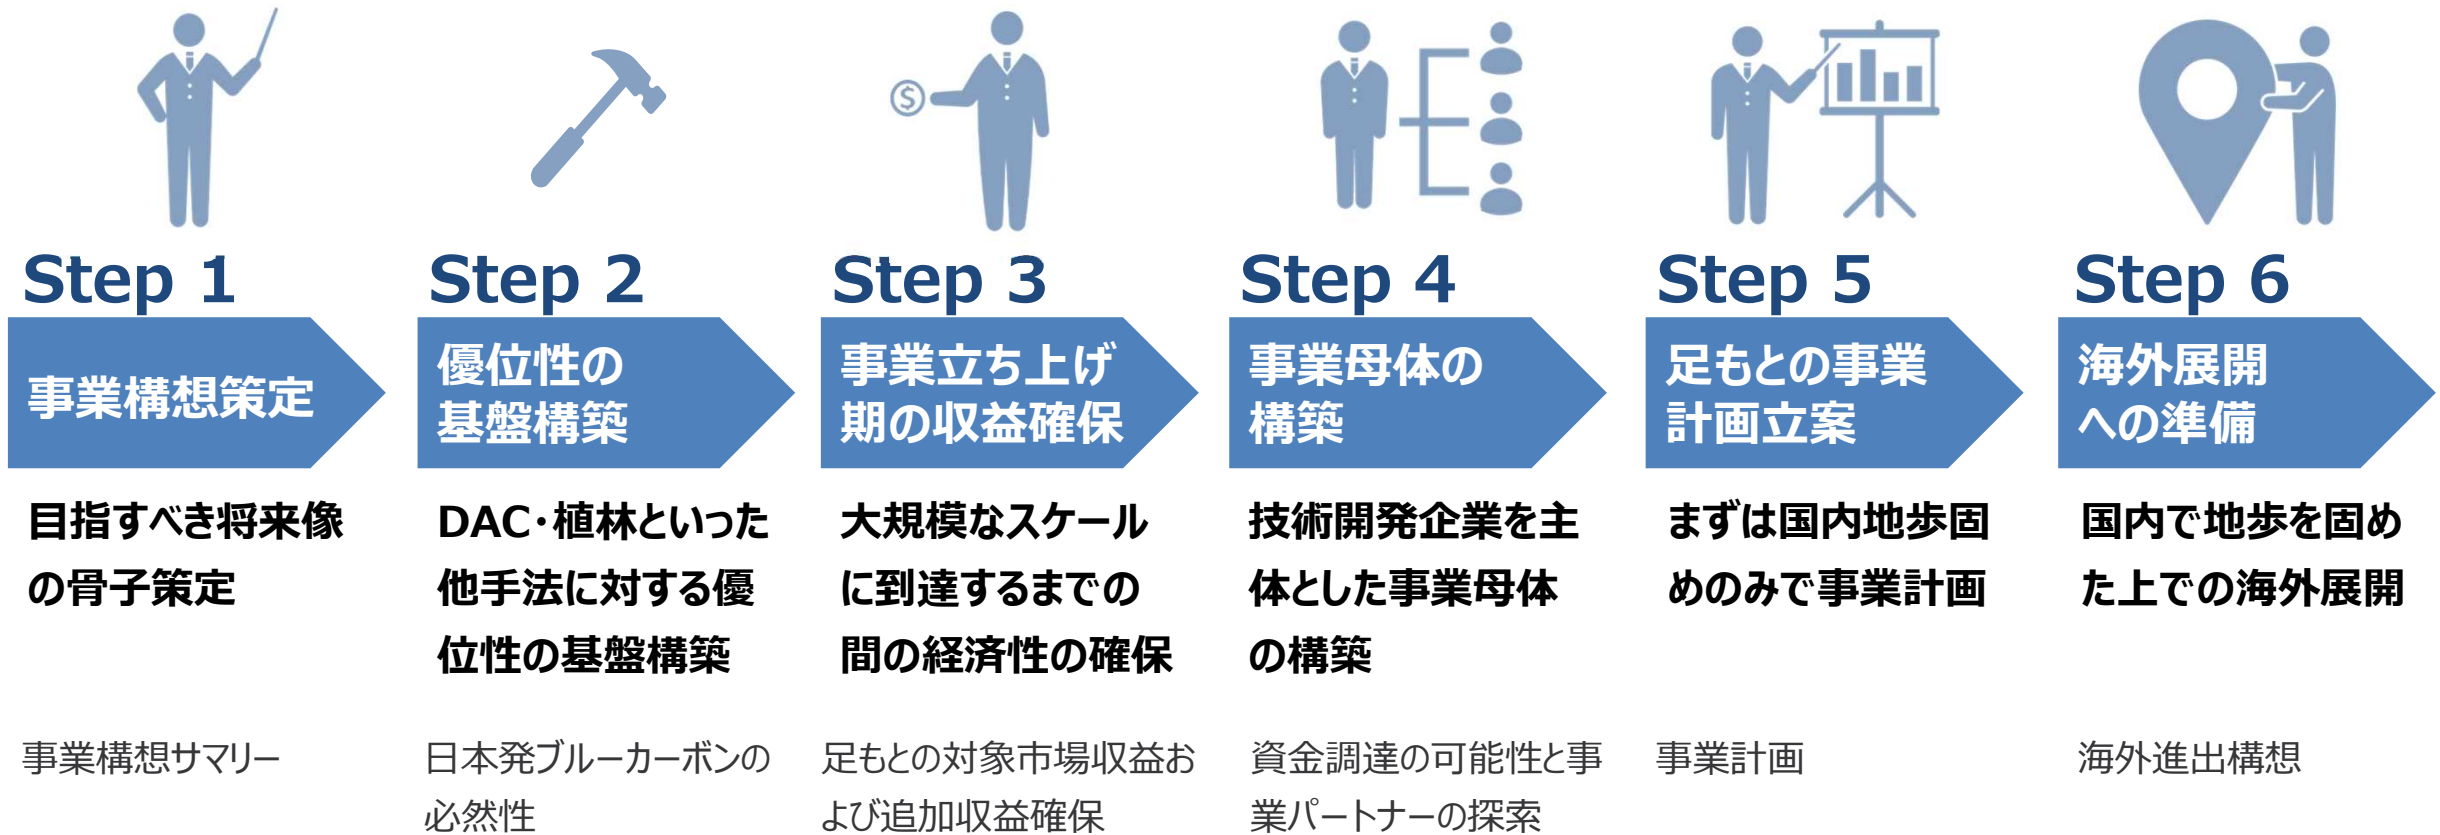 Step 1
事業構想策定
目指すべき将来像
の骨子策定
事業構想サマリー
Step 2
優位性の
基盤構築
DAC・植林といった
他手法に対する優
位性の基盤構築
日本発ブルーカーボンの
必然性
Step 3
事業立ち上げ
期の収益確保
大規模なスケール
に到達するまでの
間の経済性の確保
足もとの対象市場収益お
よび追加収益確保
Step 4
事業母体の
構築
技術開発企業を主
体とした事業母体
の構築
資金調達の可能性と事
業パートナーの探索
Step 5
足もとの事業
計画立案
まずは国内地歩固
めのみで事業計画
事業計画
Step 6
海外展開
への準備
国内で地歩を固め
た上での海外展開
海外進出構想